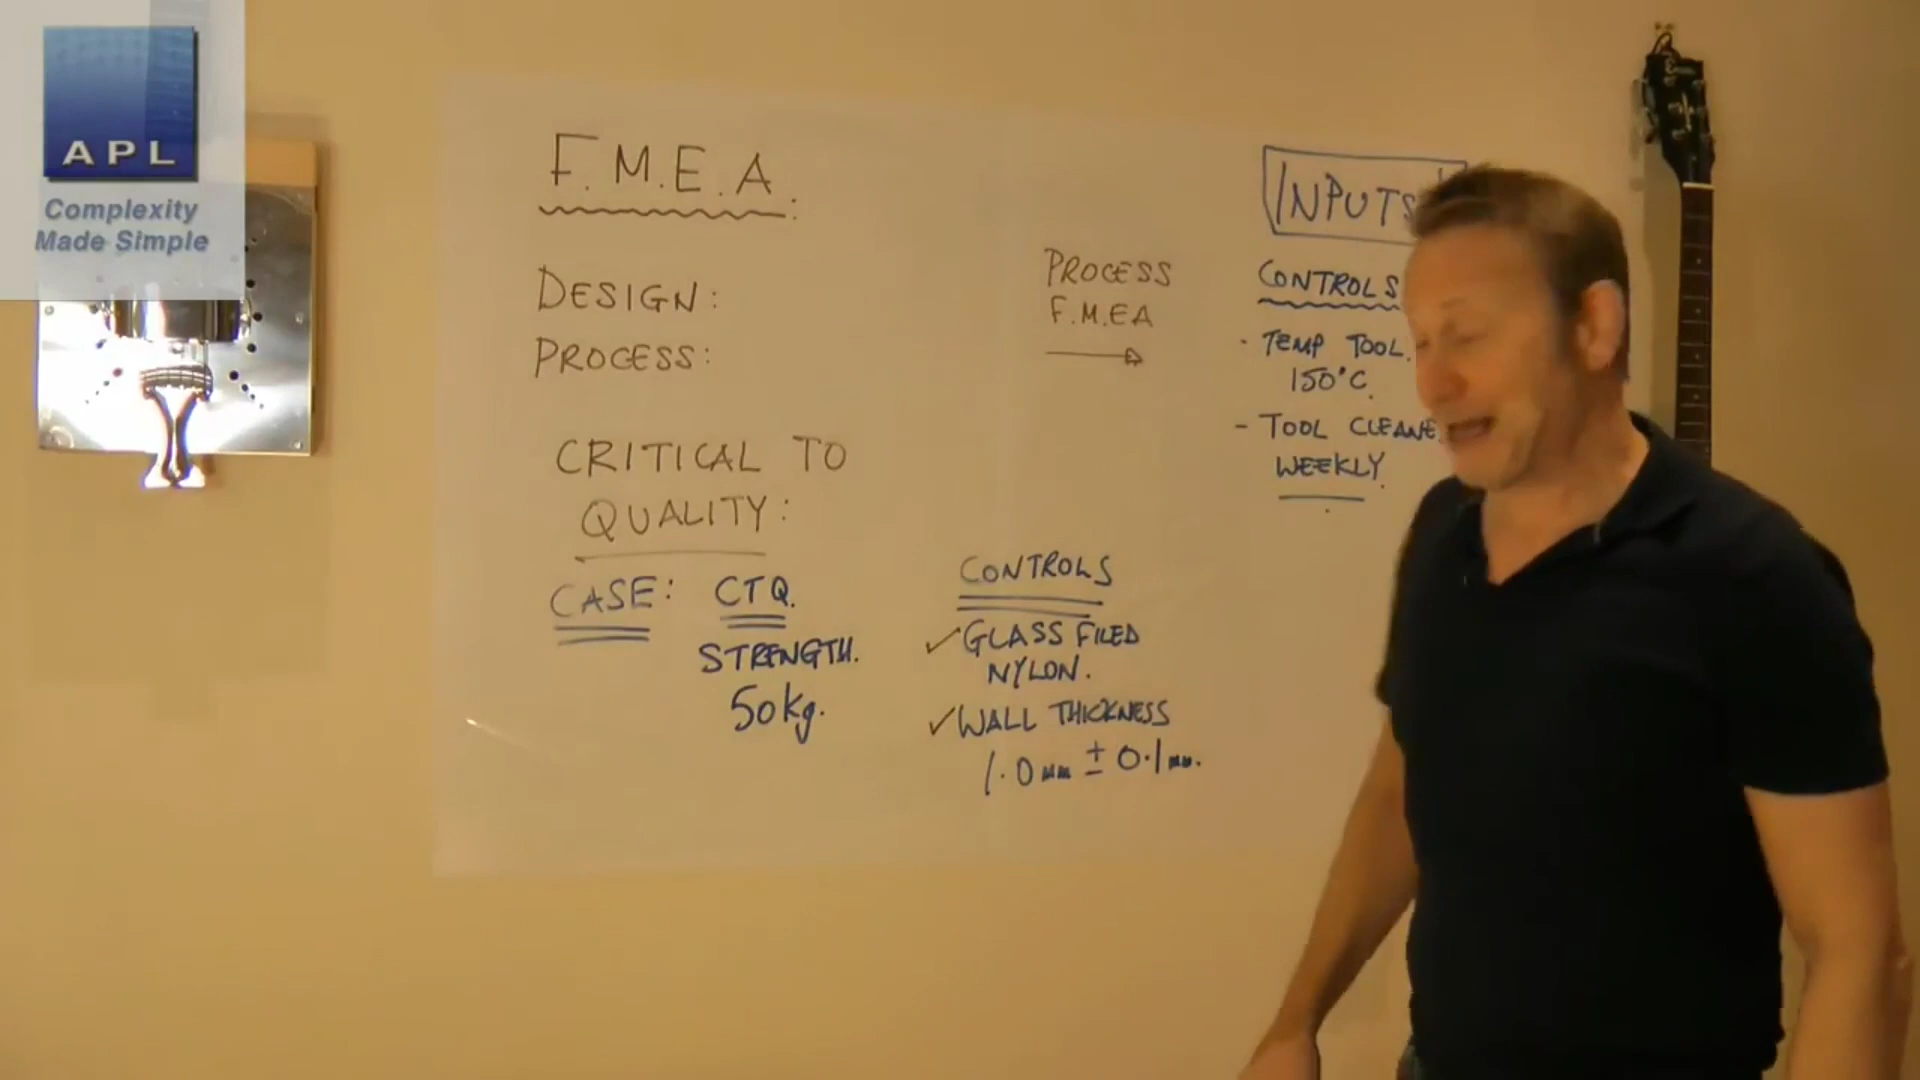 APL
Complexity
Made Simple
F.M.E.A.:
DESIGN:
PROCESS:
CRITICAL TO
QUALITY:
CASE: CTQ.
STRENGTH.
50kg.
CONTROLS
✓GLASS FILED
NYLON.
✓WALL THICKNESS
1.0mm ± 0.1mm.
PROCESS
F.M.EA
INPUTS
CONTROLS
· TEMP TOOL.
150°C.
- TOOL CLEANE
WEEKLY.